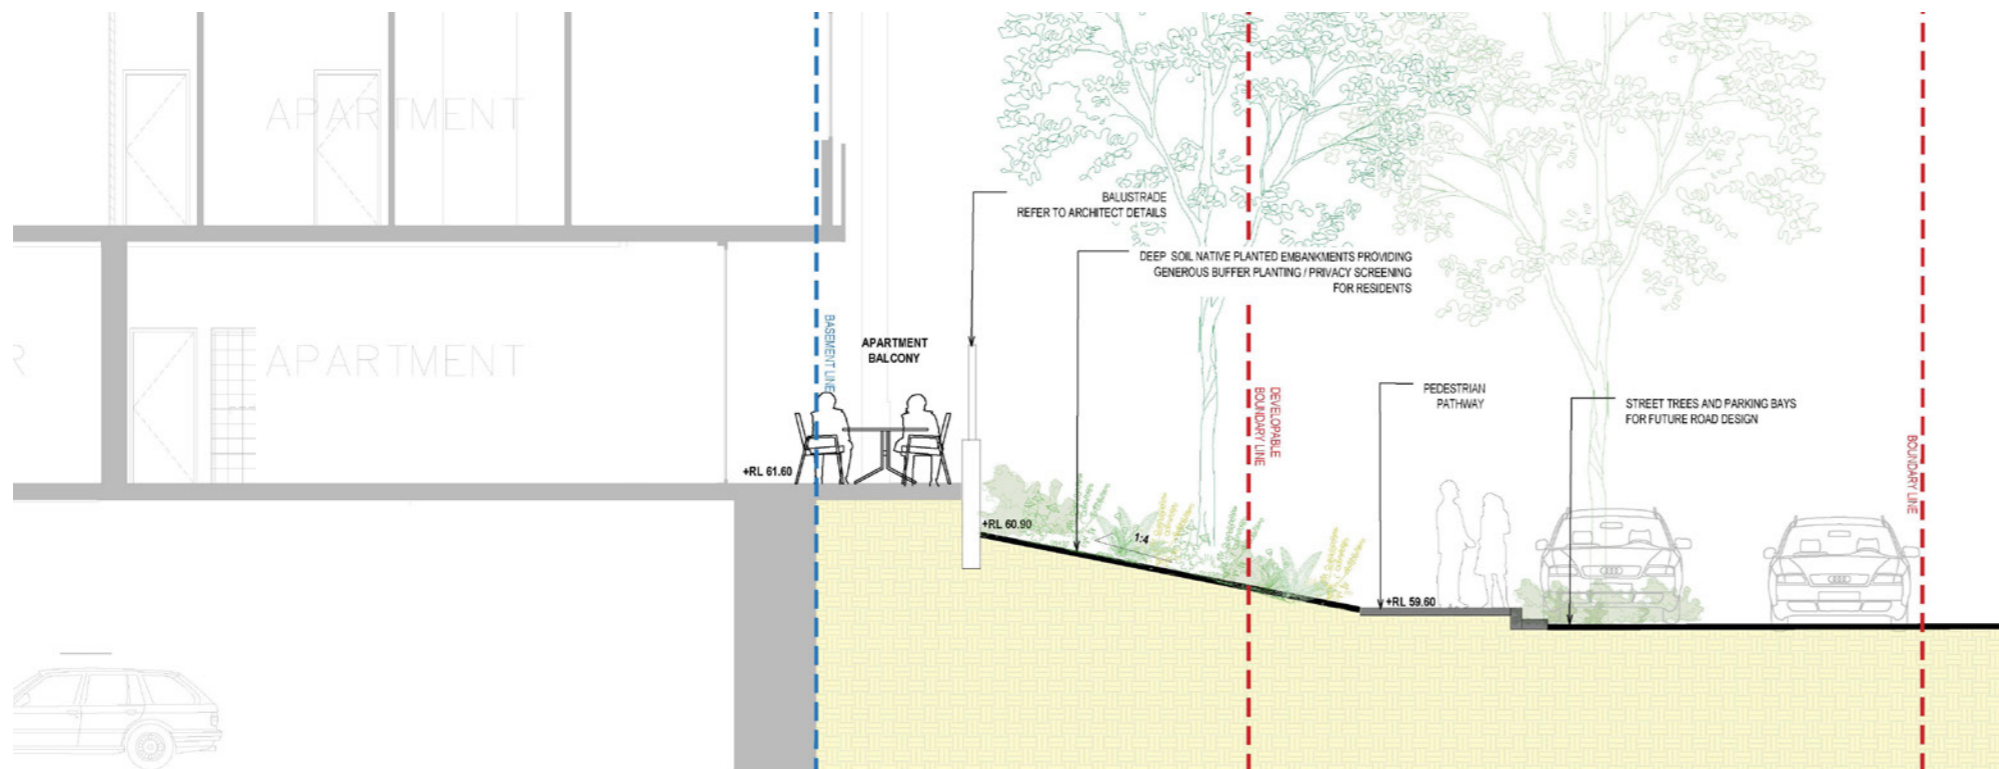 APARTMENT
BALUSTRADE
REFER TO ARCHITECT DETAILS
DEEP SOIL NATIVE PLANTED EMBANKMENTS PROVIDING
GENEROUS BUFFER PLANTING / PRIVACY SCREENING
FOR RESIDENTS
R
APARTMENT
BASEMENT LINE
APARTMENT
BALCONY
DEVELOPABLE
BOUNDARY LINE
PEDESTRIAN
PATHWAY
STREET TREES AND PARKING BAYS
FOR FUTURE ROAD DESIGN
BOUNDARY LINE
+RL 61.60
+RL 60.90
1:4
+RL 59.60